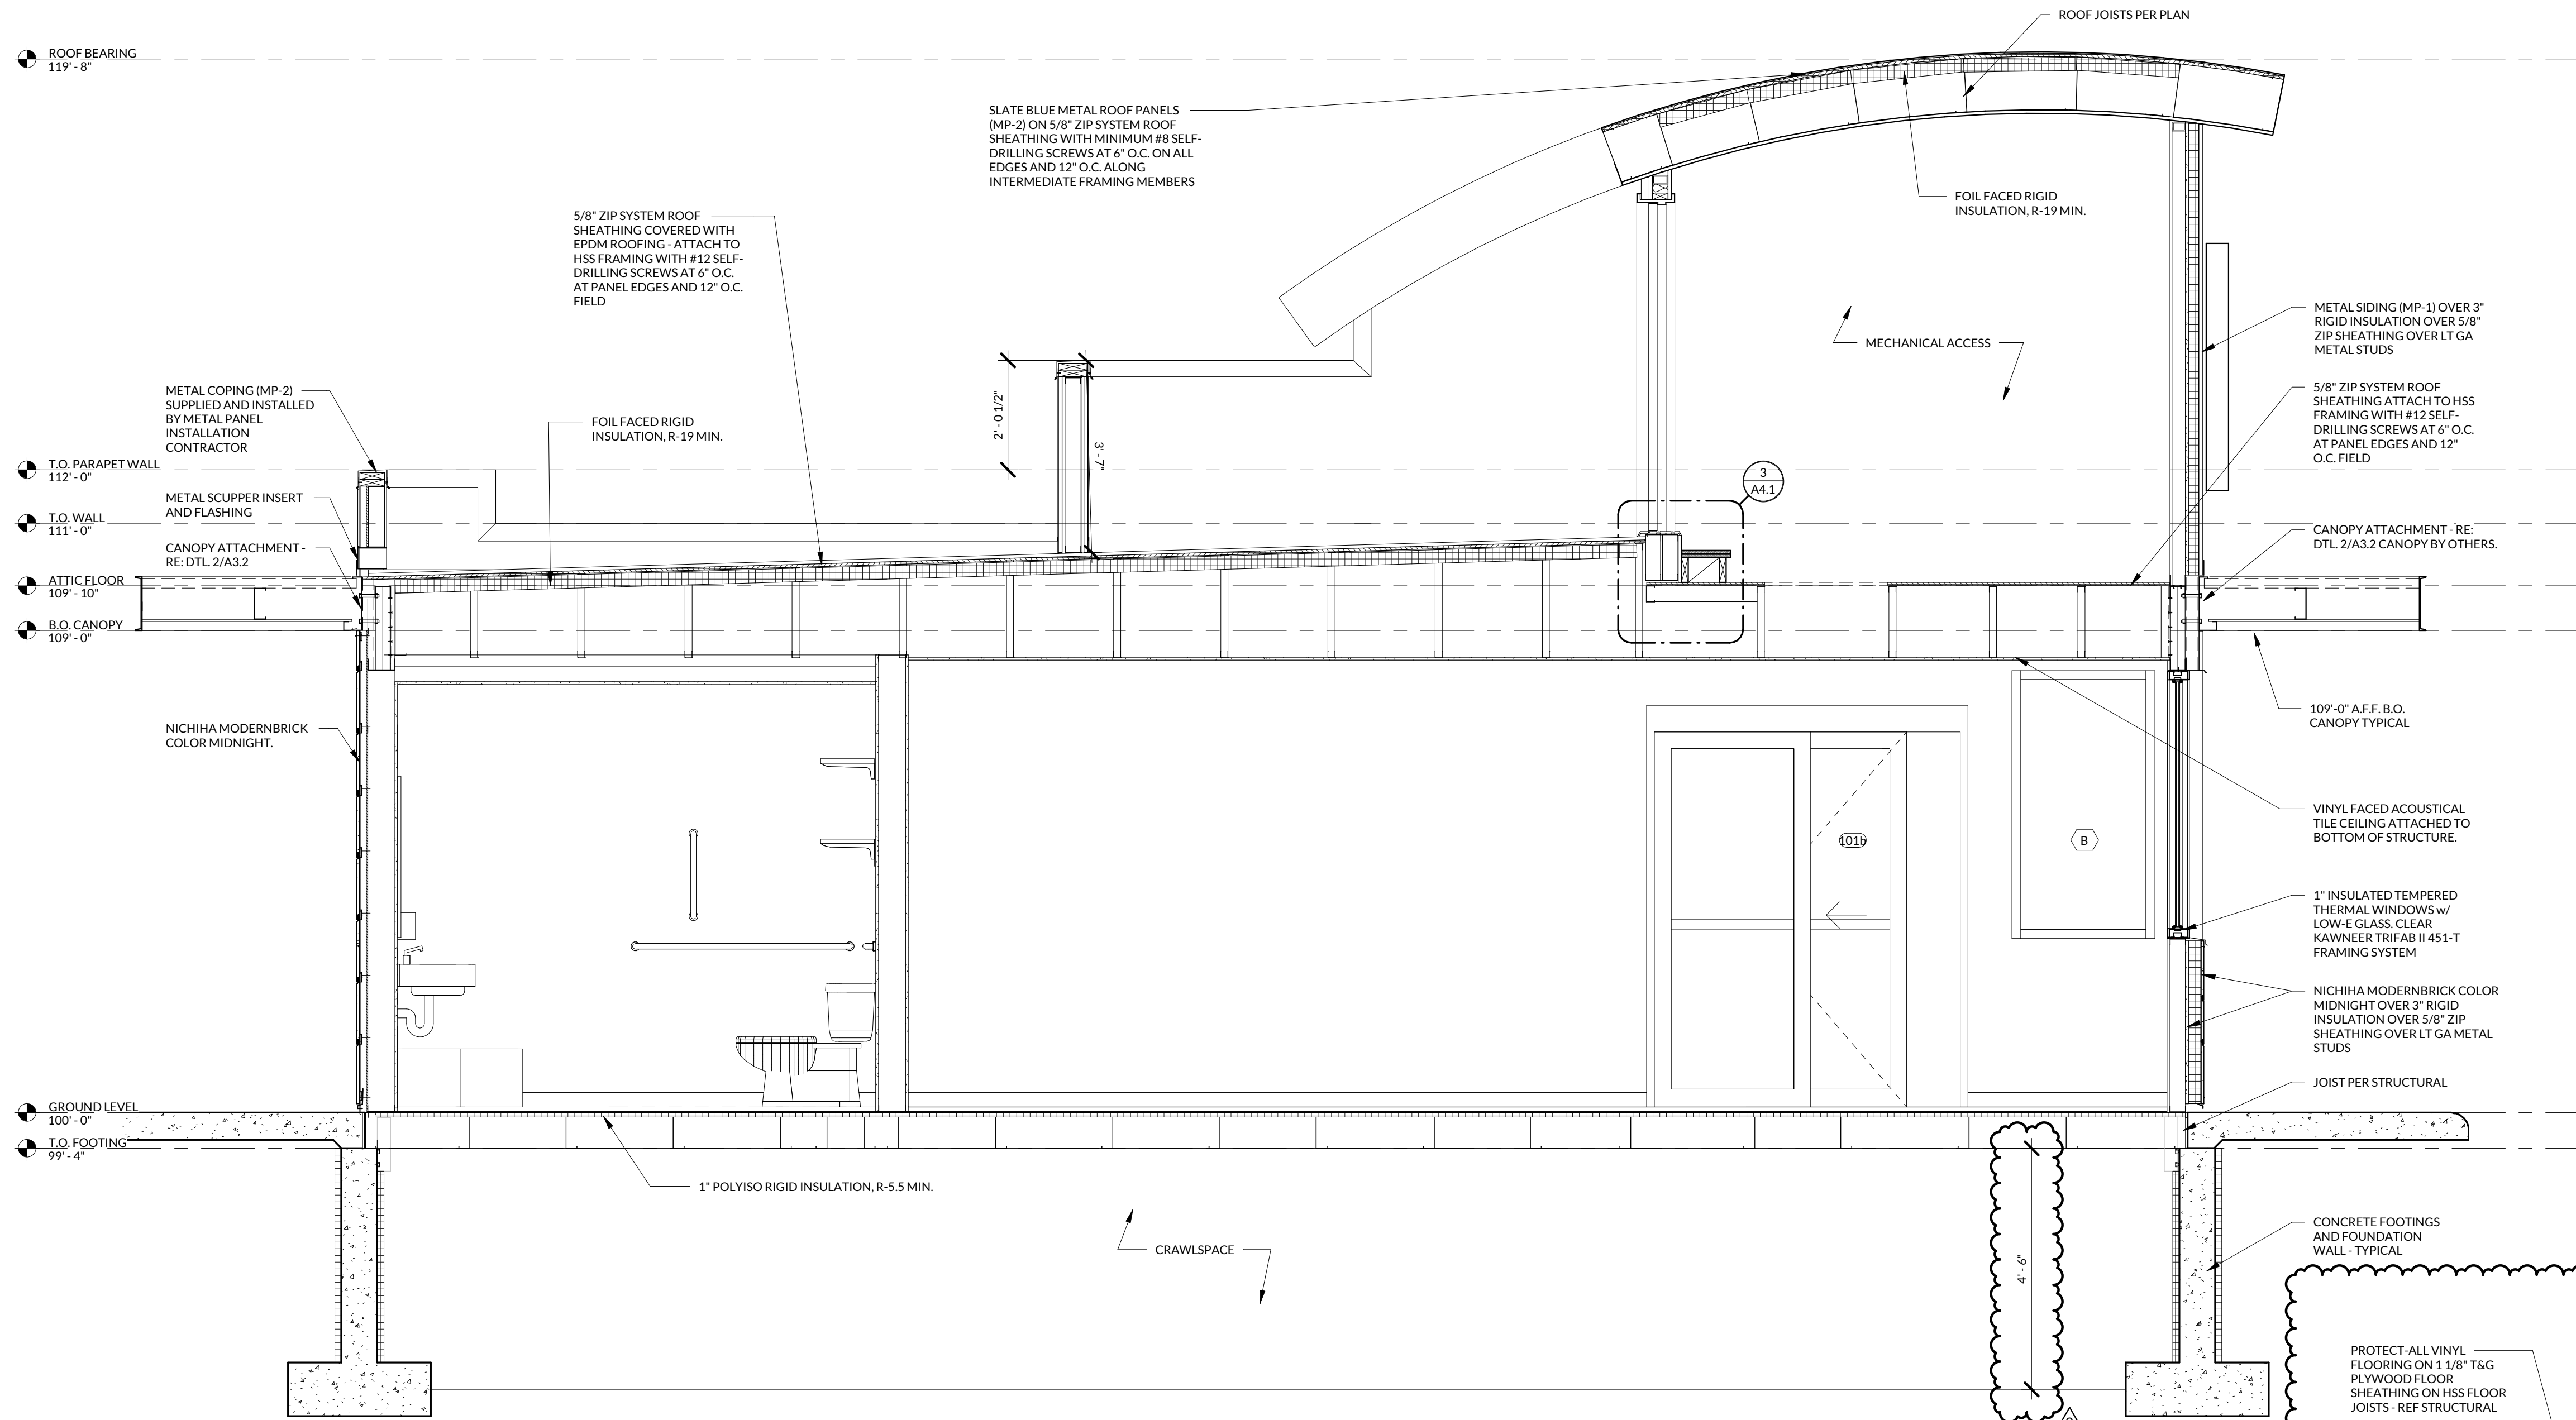 ROOF JOISTS PER PLAN
ROOF BEARING
119' - 8"
SLATE BLUE METAL ROOF PANELS
(MP-2) ON 5/8" ZIP SYSTEM ROOF
SHEATHING WITH MINIMUM #8 SELF-
DRILLING SCREWS AT 6" O.C. ON ALL
EDGES AND 12" O.C. ALONG
INTERMEDIATE FRAMING MEMBERS
FOIL FACED RIGID
INSULATION, R-19 MIN.
5/8" ZIP SYSTEM ROOF
SHEATHING COVERED WITH
EPDM ROOFING - ATTACH TO
HSS FRAMING WITH #12 SELF-
DRILLING SCREWS AT 6" O.C.
AT PANEL EDGES AND 12" O.C.
FIELD
METAL SIDING (MP-1) OVER 3"
RIGID INSULATION OVER 5/8"
ZIP SHEATHING OVER LT GA
METAL STUDS
MECHANICAL ACCESS
METAL COPING (MP-2)
SUPPLIED AND INSTALLED
BY METAL PANEL
INSTALLATION
CONTRACTOR
FOIL FACED RIGID
INSULATION, R-19 MIN.
2' - 0 1/2"
3' - 7"
5/8" ZIP SYSTEM ROOF
SHEATHING ATTACH TO HSS
FRAMING WITH #12 SELF-
DRILLING SCREWS AT 6" O.C.
AT PANEL EDGES AND 12"
O.C. FIELD
T.O. PARAPET WALL
112' - 0"
3
A4.1
METAL SCUPPER INSERT
AND FLASHING
T.O. WALL
111' - 0"
CANOPY ATTACHMENT -
RE: DTL. 2/A3.2
CANOPY ATTACHMENT - RE:
DTL. 2/A3.2 CANOPY BY OTHERS.
ATTIC FLOOR
109' - 10"
B.O. CANOPY
109' - 0"
109'-0" A.F.F. B.O.
CANOPY TYPICAL
NICHIHA MODERNBRICK
COLOR MIDNIGHT.
VINYL FACED ACOUSTICAL
TILE CEILING ATTACHED TO
BOTTOM OF STRUCTURE.
101b
B
1" INSULATED TEMPERED
THERMAL WINDOWS w/
LOW-E GLASS. CLEAR
KAWNEER TRIFAB II 451-T
FRAMING SYSTEM
NICHIHA MODERNBRICK COLOR
MIDNIGHT OVER 3" RIGID
INSULATION OVER 5/8" ZIP
SHEATHING OVER LT GA METAL
STUDS
JOIST PER STRUCTURAL
GROUND LEVEL
100' - 0"
T.O. FOOTING
99' - 4"
1" POLYISO RIGID INSULATION, R-5.5 MIN.
CRAWLSPACE
4' - 6"
CONCRETE FOOTINGS
AND FOUNDATION
WALL - TYPICAL
PROTECT-ALL VINYL
FLOORING ON 1 1/8" T&G
PLYWOOD FLOOR
SHEATHING ON HSS FLOOR
JOISTS - REF STRUCTURAL